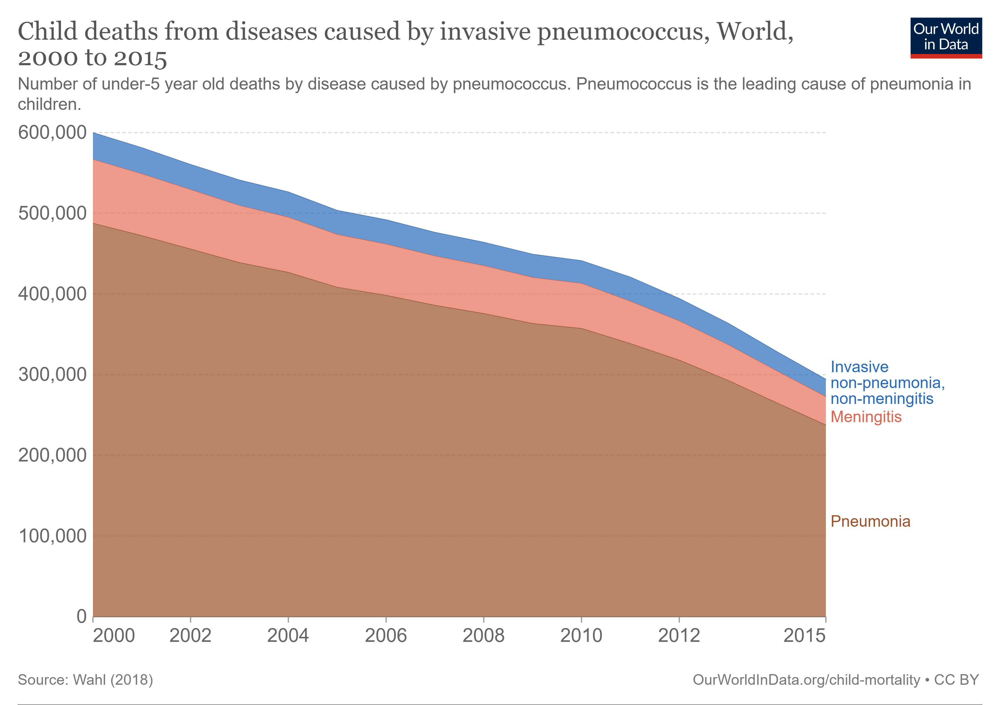 Child deaths from diseases caused by invasive pneumococcus, World,
2000 to 2015
Our World
in Data
Number of under-5 year old deaths by disease caused by pneumococcus. Pneumococcus is the leading cause of pneumonia in
children.
600,000
500,000
400,000
300,000
200,000
100,000
0
Invasive
non-pneumonia,
non-meningitis
Meningitis
Pneumonia
2000 2002 2004 2006 2008 2010 2012 2015
Source: Wahl (2018)
OurWorldInData.org/child-mortality • CC BY